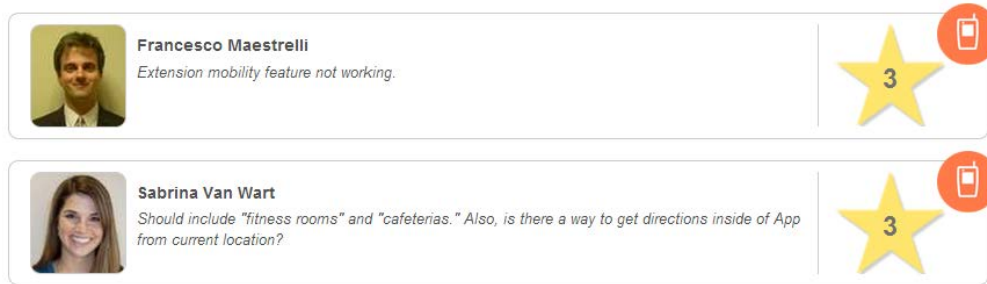 Francesco Maestrelli
Extension mobility feature not working.
3
Sabrina Van Wart
Should include "fitness rooms" and "cafeterias." Also, is there a way to get directions inside of App
from current location?
3